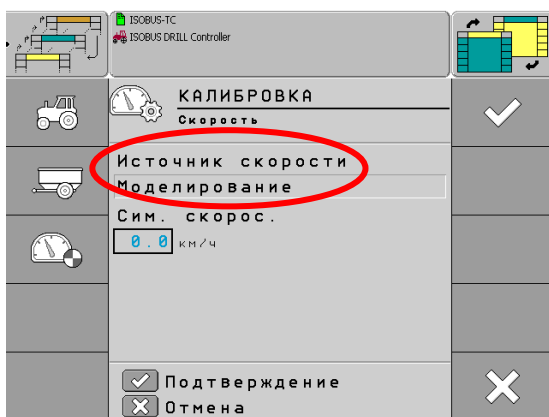 ISOBUS-TC
ISOBUS DRILL Controller
КАЛИБРОВКА
Скорость
Источник скорости
Моделирование
Сим. скорос.
0.0 км/ч
Подтверждение
Отмена